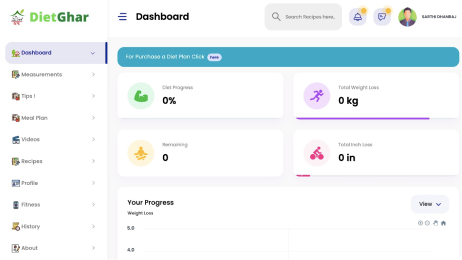 DietGhar
Dashboard
Search Recipes here..
SARTHI DHANRAJ
Dashboard
Measurements
Tips !
Meal Plan
Videos
Recipes
Profile
Fitness
History
About
For Purchase a Diet Plan Click here
Diet Progress
0%
Total Weight Loss
0 kg
Remaining
0
Total Inch Loss
0 in
Your Progress
View
Weight Loss
5.0
4.0